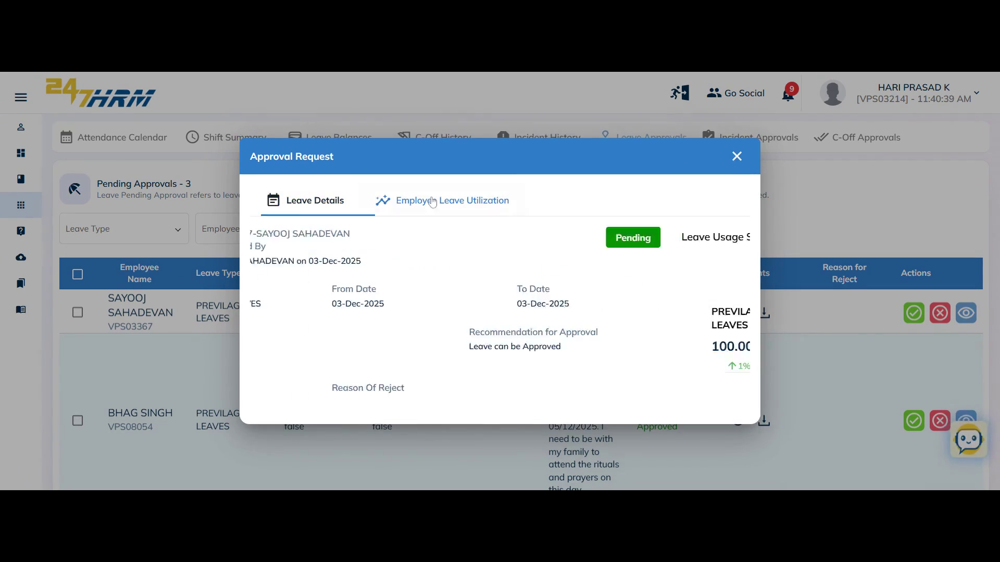 24
7HRM
Go Social
9
HARI PRASAD K
[VPS03214] - 11:40:39 AM
Attendance Calendar
Shift Summary
Leave Balances
C-Off History
Incident History
Leave Approvals
Incident Approvals
C-Off Approvals
Approval Request
Pending Approvals - 3
Leave Pending Approval refers to leav
ed.
Leave Details
Employee Leave Utilization
Leave Type
Employee
7-SAYOOJ SAHADEVAN
d By
AHADEVAN on 03-Dec-2025
Pending
Leave Usage S
Employee
Name
Leave Type
nts
Reason for
Reject
Actions
From Date
03-Dec-2025
To Date
03-Dec-2025
/ES
SAYOOJ
SAHADEVAN
VPS03367
PREVILAG
LEAVES
Recommendation for Approval
Leave can be Approved
PREVILA
LEAVES
100.00
1%
Reason Of Reject
BHAG SINGH
VPS08054
PREVILAG
LEAVES
false
false
05/12/2025. I
need to be with
my family to
attend the rituals
and prayers on
this day
Approved